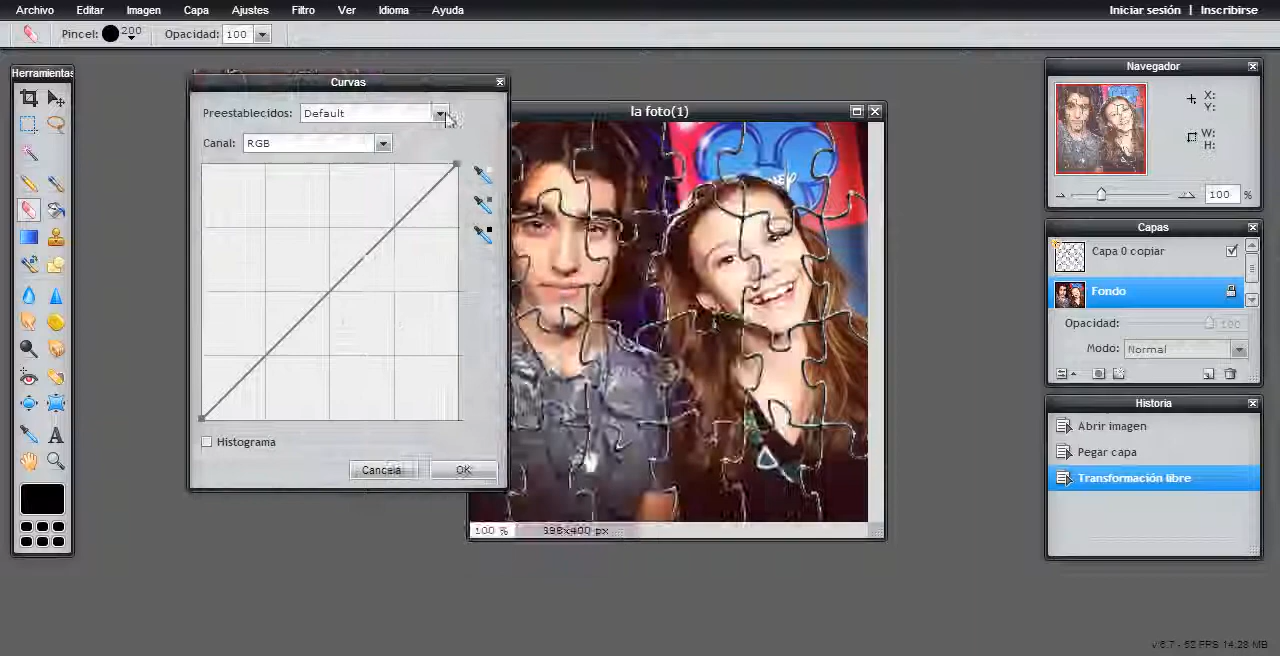 Archivo Editar Imagen Capa Ajustes Filtro Ver Idioma Ayuda Iniciar sesión | Inscribirse
Pincel: 200 Opacidad: 100
Herramientas
Curvas
Preestablecidos: Default
Canal: RGB
Histograma
Cancela OK
la foto(1)
100 % 398x400 px
Navegador
X:
Y:
W:
H:
100 %
Capas
Capa 0 copiar
Fondo
Opacidad: 100
Modo: Normal
Historia
Abrir imagen
Pegar capa
Transformación libre
v:6.7 - 52 FPS 14.28 MB